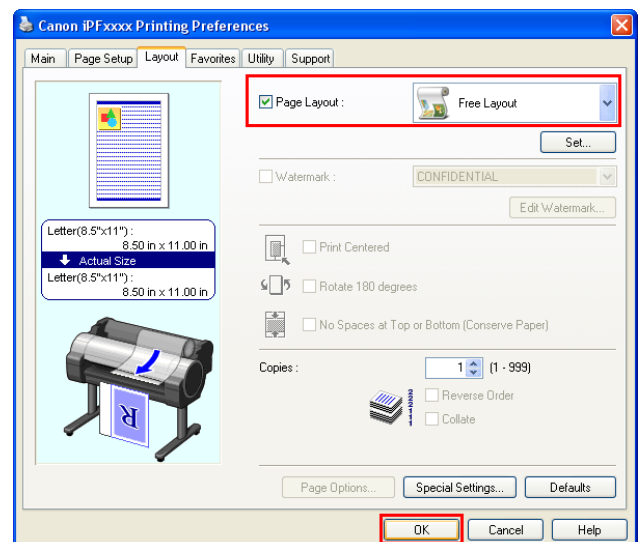 Canon iPFxxxx Printing Preferences
Main Page Setup Layout Favorites Utility Support
Page Layout : Free Layout
Set...
Watermark : CONFIDENTIAL
Edit Watermark...
Letter(8.5"x11") :
8.50 in x 11.00 in
Actual Size
Letter(8.5"x11") :
8.50 in x 11.00 in
Print Centered
Rotate 180 degrees
No Spaces at Top or Bottom (Conserve Paper)
Copies : 1 (1 - 999)
Reverse Order
Collate
R
Page Options... Special Settings... Defaults
OK Cancel Help